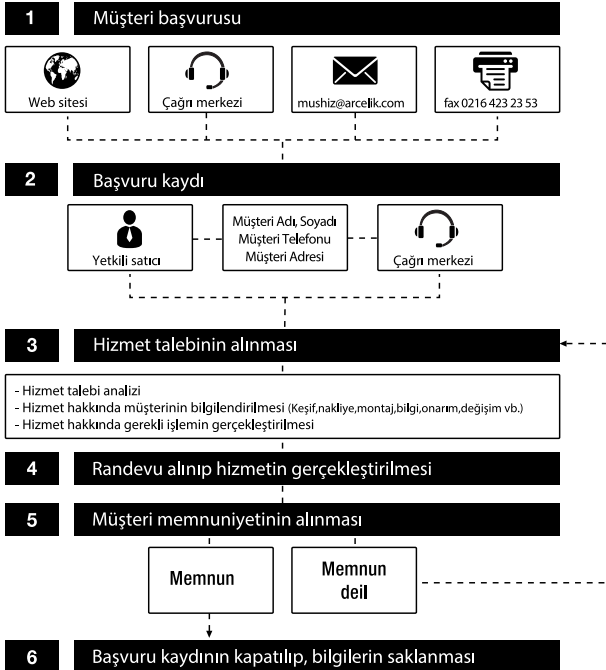 1 Müşteri başvurusu
Web sitesi
Çağrı merkezi
mushiz@arcelik.com
fax 0216 423 23 53
2 Başvuru kaydı
Yetkili satıcı
Müşteri Adı, Soyadı
Müşteri Telefonu
Müşteri Adresi
Çağrı merkezi
3 Hizmet talebinin alınması
- Hizmet talebi analizi
- Hizmet hakkında müşterinin bilgilendirilmesi (Keşif,nakliye,montaj,bilgi,onarım,değişim vb.)
- Hizmet hakkında gerekli işlemin gerçekleştirilmesi
4 Randevu alınıp hizmetin gerçekleştirilmesi
5 Müşteri memnuniyetinin alınması
Memnun
Memnun
deil
6 Başvuru kaydının kapatılıp, bilgilerin saklanması